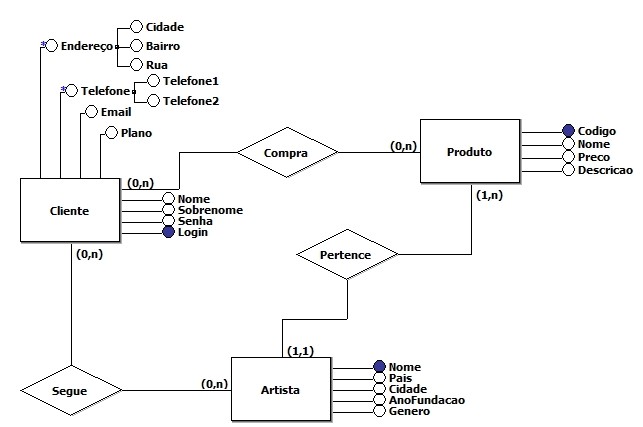 Cidade
* Endereço
Bairro
Rua
Telefone1
* Telefone
Telefone2
Email
Plano
Compra
(0,n)
Produto
Codigo
Nome
Preco
Descricao
(0,n)
(1,n)
Cliente
Nome
Sobrenome
Senha
Login
(0,n)
Pertence
(1,1)
Segue
(0,n)
Artista
Nome
Pais
Cidade
AnoFundacao
Genero